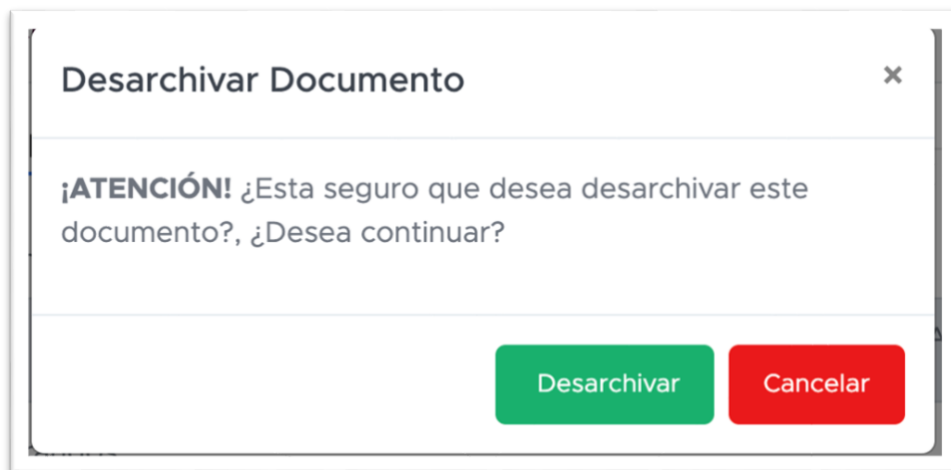 Desarchivar Documento
×
¡ATENCIÓN! ¿Esta seguro que desea desarchivar este
documento?, ¿Desea continuar?
Desarchivar Cancelar